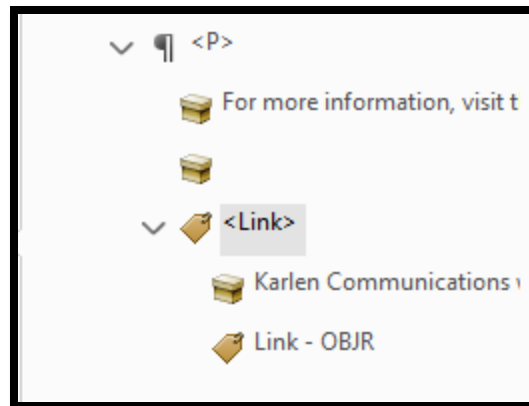 <P>
For more information, visit t
<Link>
Karlen Communications
Link - OBJR